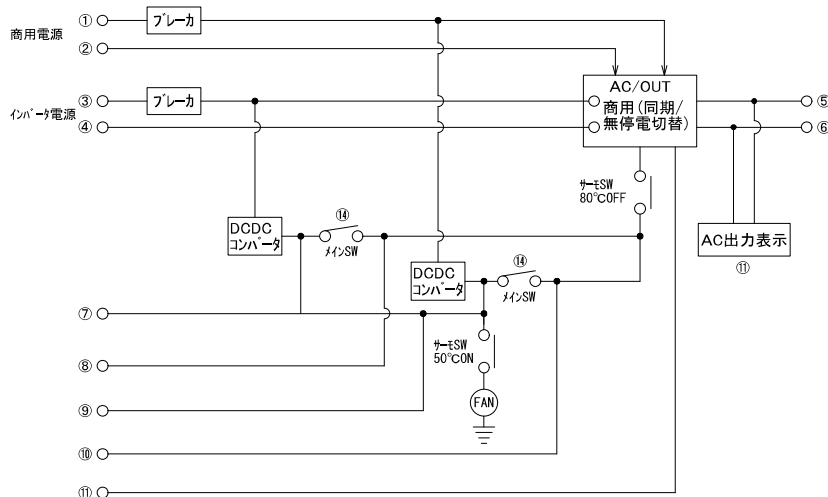 ① ブレーカ
商用電源
②
AC/OUT
商用(同期/
無停電切替)
③ ブレーカ ⑤
インバータ電源
④ ⑥
サーモSW
80℃OFF
⑭
DCDC
コンバータ
メインSW
AC出力表示
⑪
⑭
DCDC
コンバータ
メインSW
⑦
サーモSW
50℃ON
⑧
FAN
⑨
⑩
⑪